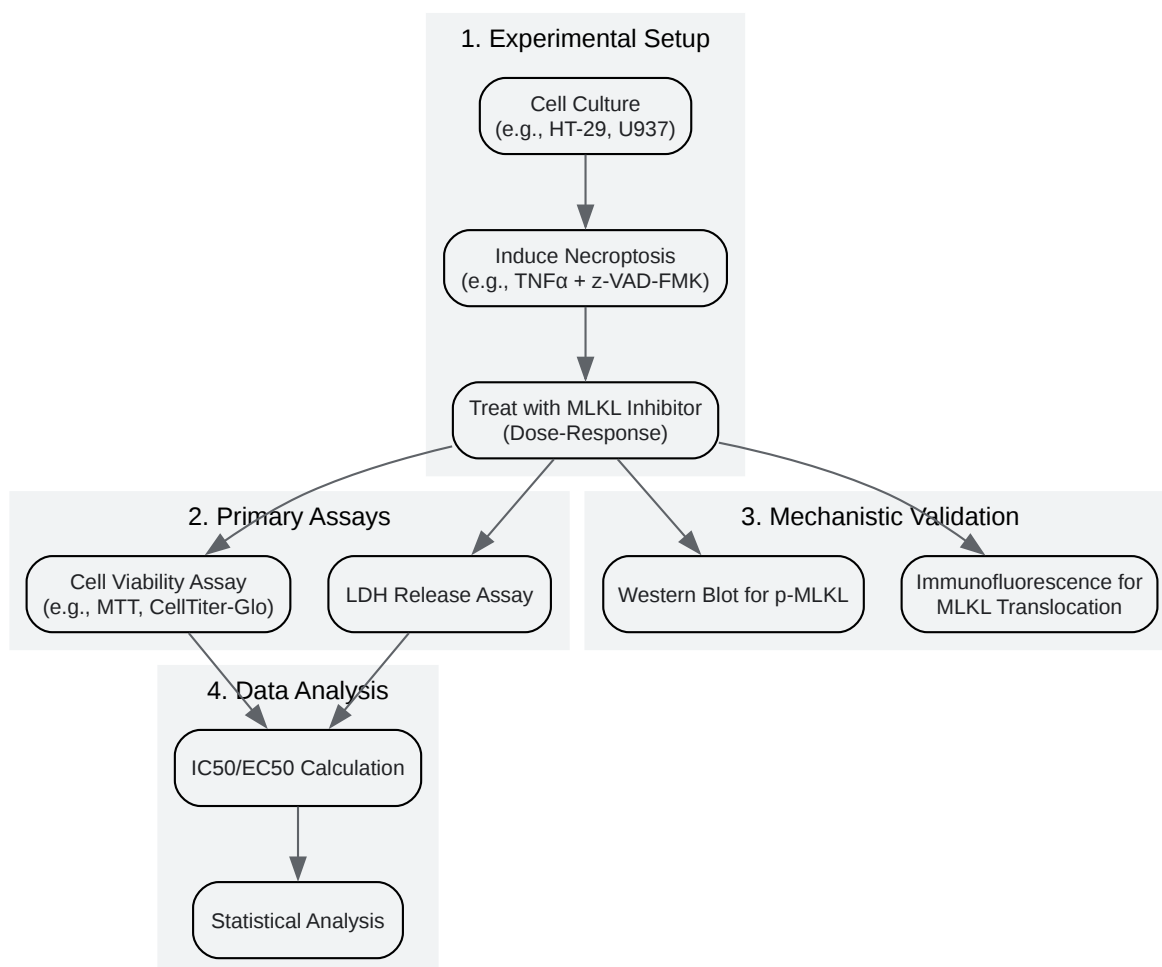 1. Experimental Setup
Cell Culture
(e.g., HT-29, U937)
Induce Necroptosis
(e.g., TNFα + z-VAD-FMK)
Treat with MLKL Inhibitor
(Dose-Response)
2. Primary Assays
Cell Viability Assay
(e.g., MTT, CellTiter-Glo)
LDH Release Assay
3. Mechanistic Validation
Western Blot for p-MLKL
Immunofluorescence for
MLKL Translocation
4. Data Analysis
IC50/EC50 Calculation
Statistical Analysis